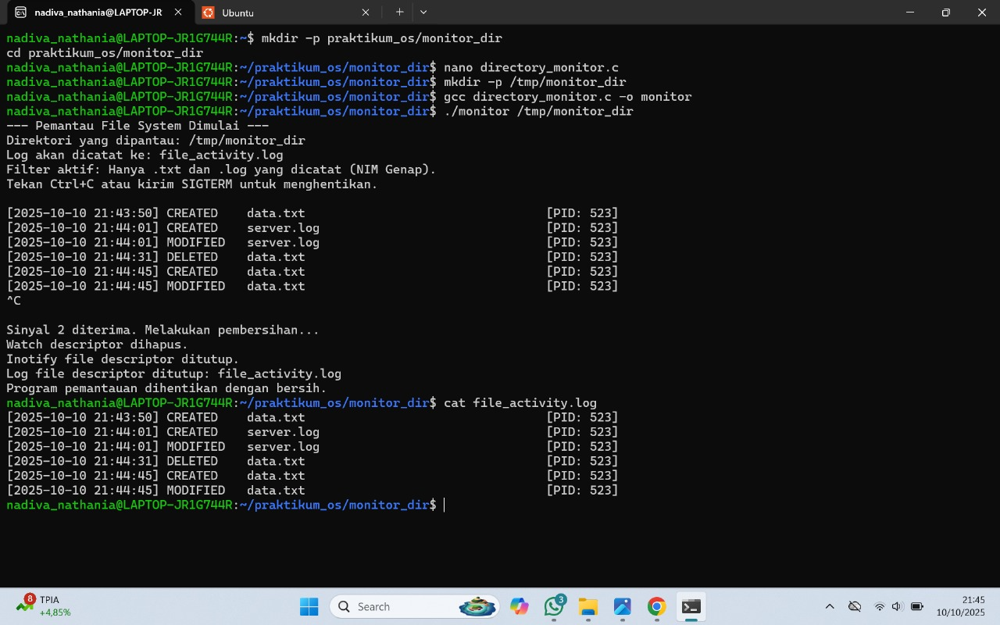 nadiva_nathania@LAPTOP-JR
Ubuntu
nadiva_nathania@LAPTOP-JR1G744R:~$ mkdir -p praktikum_os/monitor_dir
cd praktikum_os/monitor_dir
nadiva_nathania@LAPTOP-JR1G744R:~/praktikum_os/monitor_dir$ nano directory_monitor.c
nadiva_nathania@LAPTOP-JR1G744R:~/praktikum_os/monitor_dir$ mkdir -p /tmp/monitor_dir
nadiva_nathania@LAPTOP-JR1G744R:~/praktikum_os/monitor_dir$ gcc directory_monitor.c -o monitor
nadiva_nathania@LAPTOP-JR1G744R:~/praktikum_os/monitor_dir$ ./monitor /tmp/monitor_dir
--- Pemantau File System Dimulai ---
Direktori yang dipantau: /tmp/monitor_dir
Log akan dicatat ke: file_activity.log
Filter aktif: Hanya .txt dan .log yang dicatat (NIM Genap).
Tekan Ctrl+C atau kirim SIGTERM untuk menghentikan.
[2025-10-10 21:43:50] CREATED    data.txt    [PID: 523]
[2025-10-10 21:44:01] CREATED    server.log    [PID: 523]
[2025-10-10 21:44:01] MODIFIED   server.log    [PID: 523]
[2025-10-10 21:44:31] DELETED    data.txt    [PID: 523]
[2025-10-10 21:44:45] CREATED    data.txt    [PID: 523]
[2025-10-10 21:44:45] MODIFIED   data.txt    [PID: 523]
^C
Sinyal 2 diterima. Melakukan pembersihan...
Watch descriptor dihapus.
Inotify file descriptor ditutup.
Log file descriptor ditutup: file_activity.log
Program pemantauan dihentikan dengan bersih.
nadiva_nathania@LAPTOP-JR1G744R:~/praktikum_os/monitor_dir$ cat file_activity.log
[2025-10-10 21:43:50] CREATED    data.txt    [PID: 523]
[2025-10-10 21:44:01] CREATED    server.log    [PID: 523]
[2025-10-10 21:44:01] MODIFIED   server.log    [PID: 523]
[2025-10-10 21:44:31] DELETED    data.txt    [PID: 523]
[2025-10-10 21:44:45] CREATED    data.txt    [PID: 523]
[2025-10-10 21:44:45] MODIFIED   data.txt    [PID: 523]
nadiva_nathania@LAPTOP-JR1G744R:~/praktikum_os/monitor_dir$
8
TPIA
+4,85%
Search
3
21:45
10/10/2025